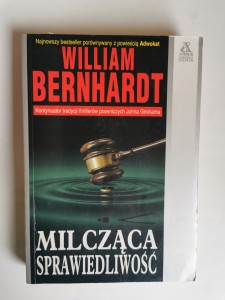 Najnowszy bestseller porównywany z powieścią Adwokat
WILLIAM
BERNHARDT
Kontynuator tradycji thrillerów prawniczych Johna Grishama
MILCZĄCA
SPRAWIEDLIWOŚĆ